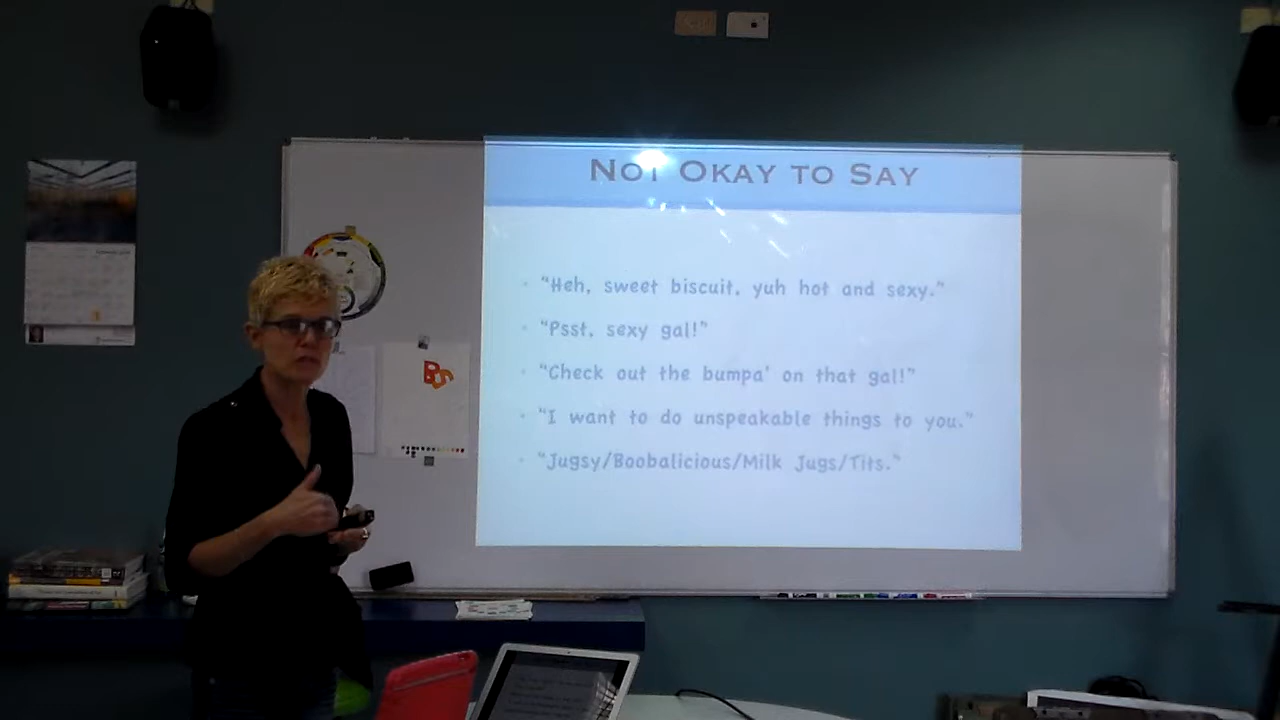 Not Okay to Say
"Heh, sweet biscuit, yuh hot and sexy."
"Psst, sexy gal!"
"Check out the bumpa' on that gal!"
"I want to do unspeakable things to you."
"Jugsy/Boobalicious/Milk Jugs/Tits."